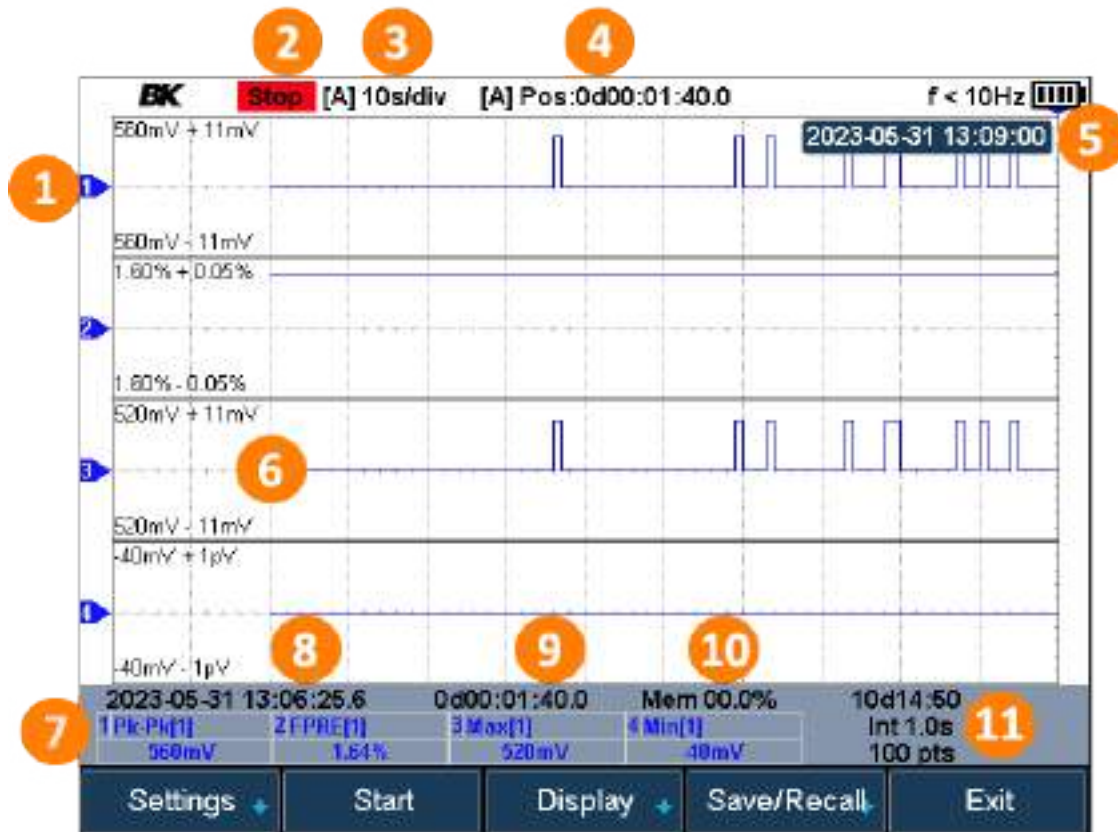 2 3 4
BK Stop [A] 10s/div [A] Pos:0d00:01:40.0 f < 10Hz
560mV + 11mV 2023-05-31 13:09:00 5
1 1
560mV - 11mV
1.60% + 0.05%
2
1.60% - 0.05%
520mV + 11mV
3 6
520mV - 11mV
-40mV + 1pV
4
8 9 10
-40mV - 1pV
2023-05-31 13:06:25.6 0d00:01:40.0 Mem 00.0% 10d14:50
7 1 Pk-Pk[1] 2 FPRE[1] 3 Max[1] 4 Min[1] Int 1.0s 11
560mV 1.64% 520mV -40mV 100 pts
Settings Start Display Save/Recall Exit